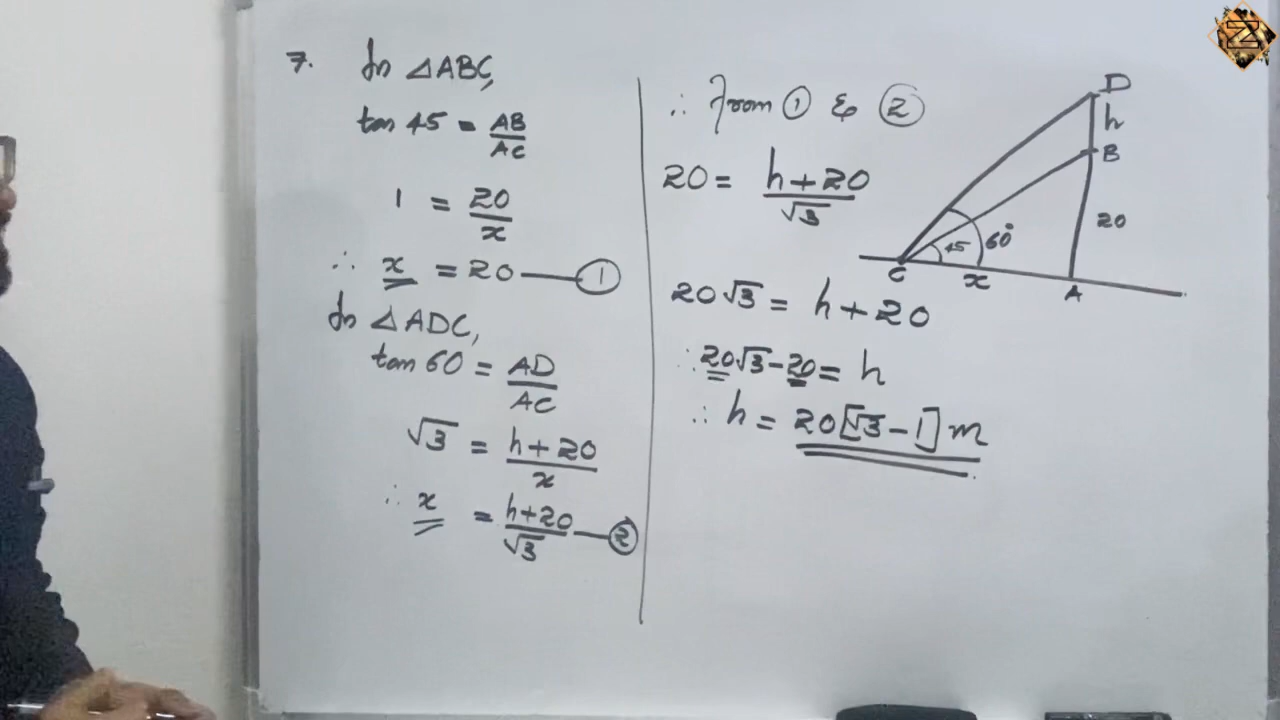 7. In △ABC,
tan 45 = AB/AC
1 = 20/x
∴ x = 20 — ①
In △ADC,
tan 60 = AD/AC
√3 = h+20/x
∴ x = h+20/√3 — ②
∴ From ① & ②
20 = h+20/√3
20√3 = h+20
∴ 20√3-20 = h
∴ h = 20[√3-1] m
D
h
B
20
45 60°
C x A
Z